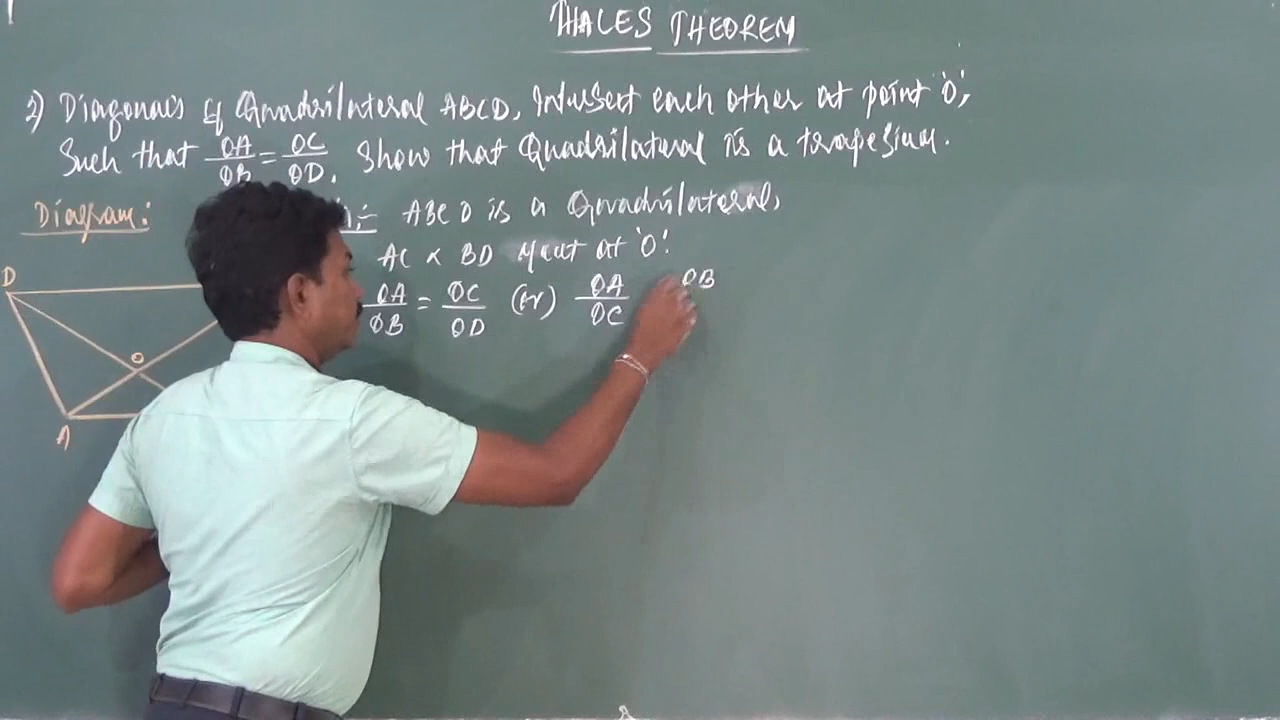 THALES THEOREM
2) Diagonals of Quadrilateral ABCD, Intersect each other at point 'O',
Such that OA/OB = OC/OD. Show that Quadrilateral is a trapezium.
Diagram:
:- ABCD is a Quadrilateral,
AC & BD Meet at 'O'.
OA/OB = OC/OD (or) OA/OC OB
D
O
A